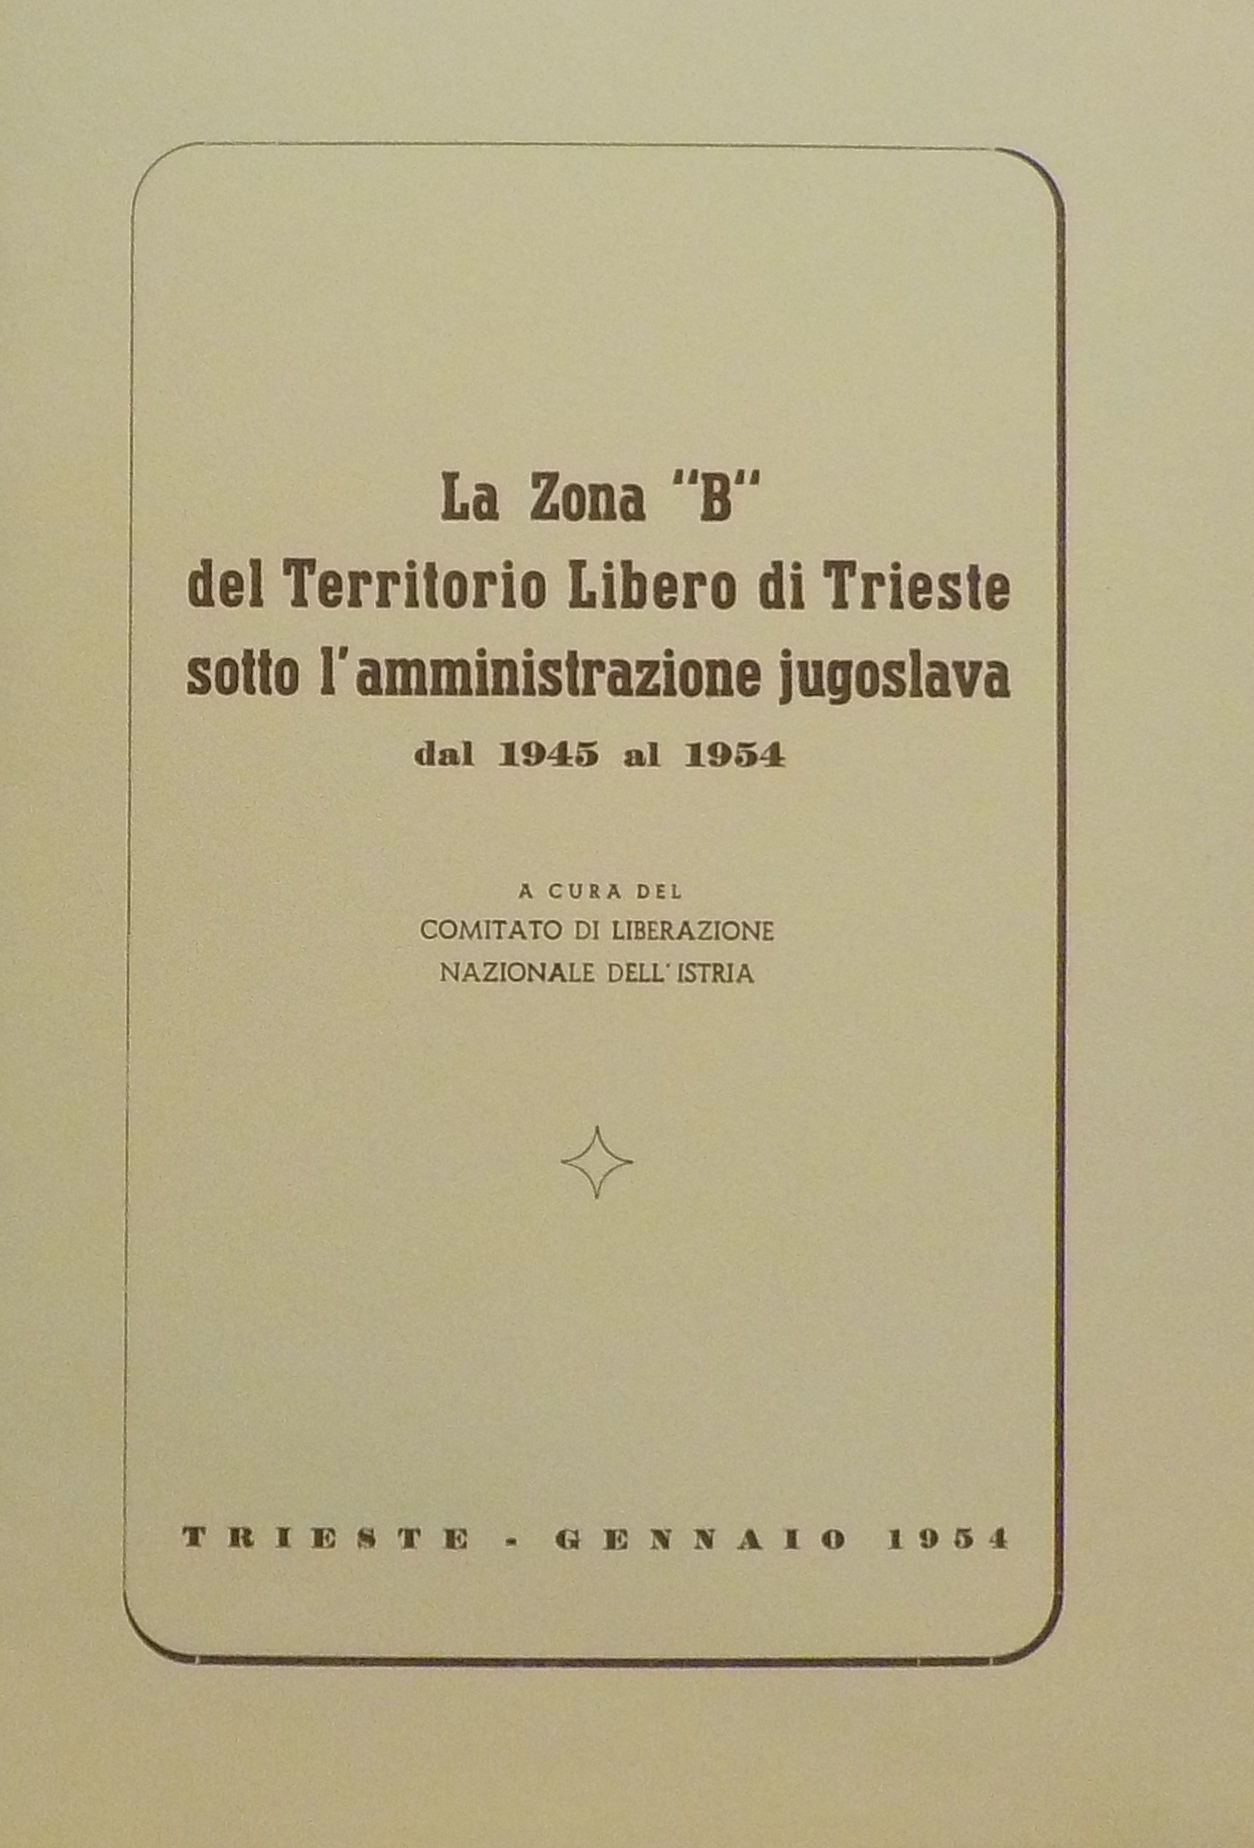 La Zona "B"
del Territorio Libero di Trieste
sotto l'amministrazione jugoslava
dal 1945 al 1954
A CURA DEL
COMITATO DI LIBERAZIONE
NAZIONALE DELL'ISTRIA
TRIESTE - GENNAIO 1954